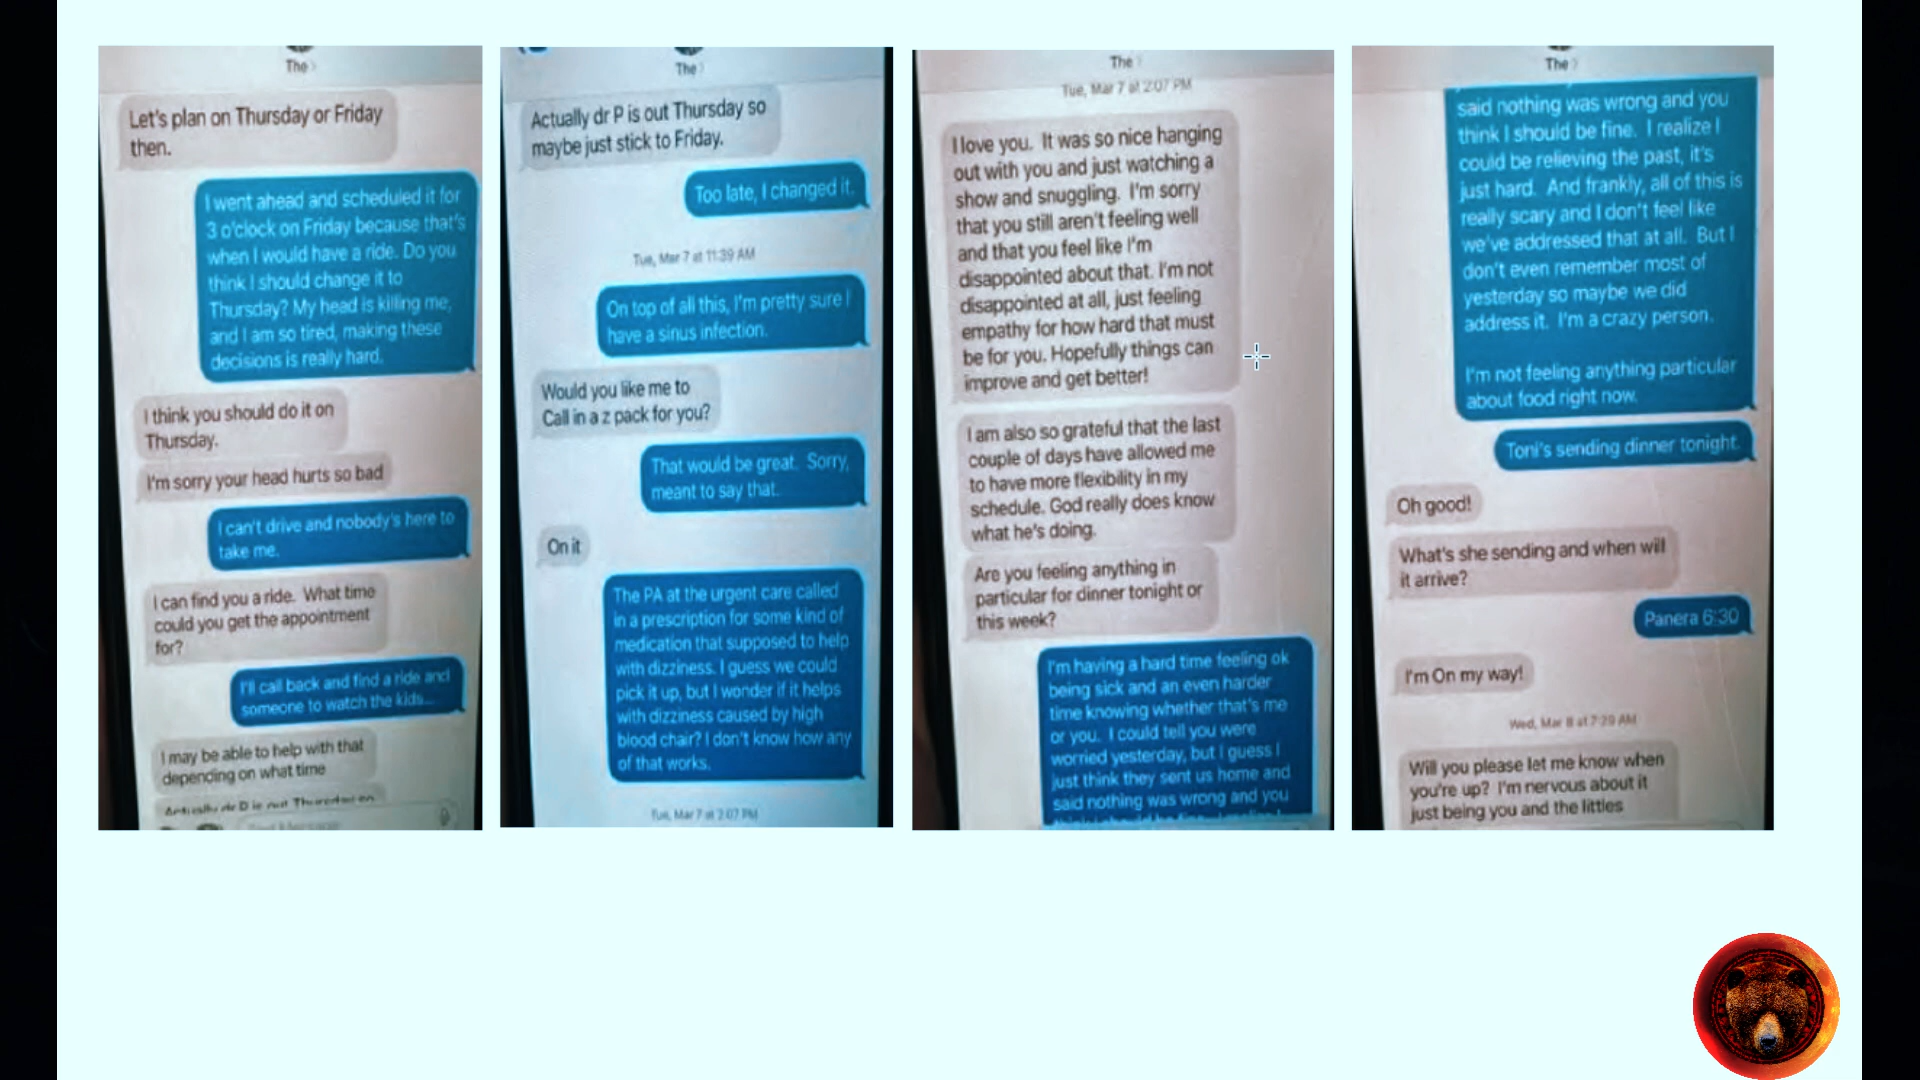 The
Let's plan on Thursday or Friday
then.
I went ahead and scheduled it for
3 o'clock on Friday because that's
when I would have a ride. Do you
think I should change it to
Thursday? My head is killing me,
and I am so tired, making these
decisions is really hard.
I think you should do it on
Thursday.
I'm sorry your head hurts so bad
I can't drive and nobody's here to
take me.
I can find you a ride. What time
could you get the appointment
for?
I'll call back and find a ride and
someone to watch the kids...
I may be able to help with that
depending on what time
Actually dr P is out Thursday so
The
Actually dr P is out Thursday so
maybe just stick to Friday.
Too late, I changed it.
Tue, Mar 7 at 11:39 AM
On top of all this, I'm pretty sure I
have a sinus infection.
Would you like me to
Call in a z pack for you?
That would be great. Sorry,
meant to say that.
On it
The PA at the urgent care called
in a prescription for some kind of
medication that supposed to help
with dizziness. I guess we could
pick it up, but I wonder if it helps
with dizziness caused by high
blood chair? I don't know how any
of that works.
Tue, Mar 7 at 2:07 PM
The
Tue, Mar 7 at 2:07 PM
I love you. It was so nice hanging
out with you and just watching a
show and snuggling. I'm sorry
that you still aren't feeling well
and that you feel like I'm
disappointed about that. I'm not
disappointed at all, just feeling
empathy for how hard that must
be for you. Hopefully things can
improve and get better!
I am also so grateful that the last
couple of days have allowed me
to have more flexibility in my
schedule. God really does know
what he's doing.
Are you feeling anything in
particular for dinner tonight or
this week?
I'm having a hard time feeling ok
being sick and an even harder
time knowing whether that's me
or you. I could tell you were
worried yesterday, but I guess I
just think they sent us home and
said nothing was wrong and you
The
said nothing was wrong and you
think I should be fine. I realize I
could be relieving the past, it's
just hard. And frankly, all of this is
really scary and I don't feel like
we've addressed that at all. But I
don't even remember most of
yesterday so maybe we did
address it. I'm a crazy person.
I'm not feeling anything particular
about food right now.
Toni's sending dinner tonight.
Oh good!
What's she sending and when will
it arrive?
Panera 6:30
I'm On my way!
Wed, Mar 8 at 7:29 AM
Will you please let me know when
you're up? I'm nervous about it
just being you and the littles